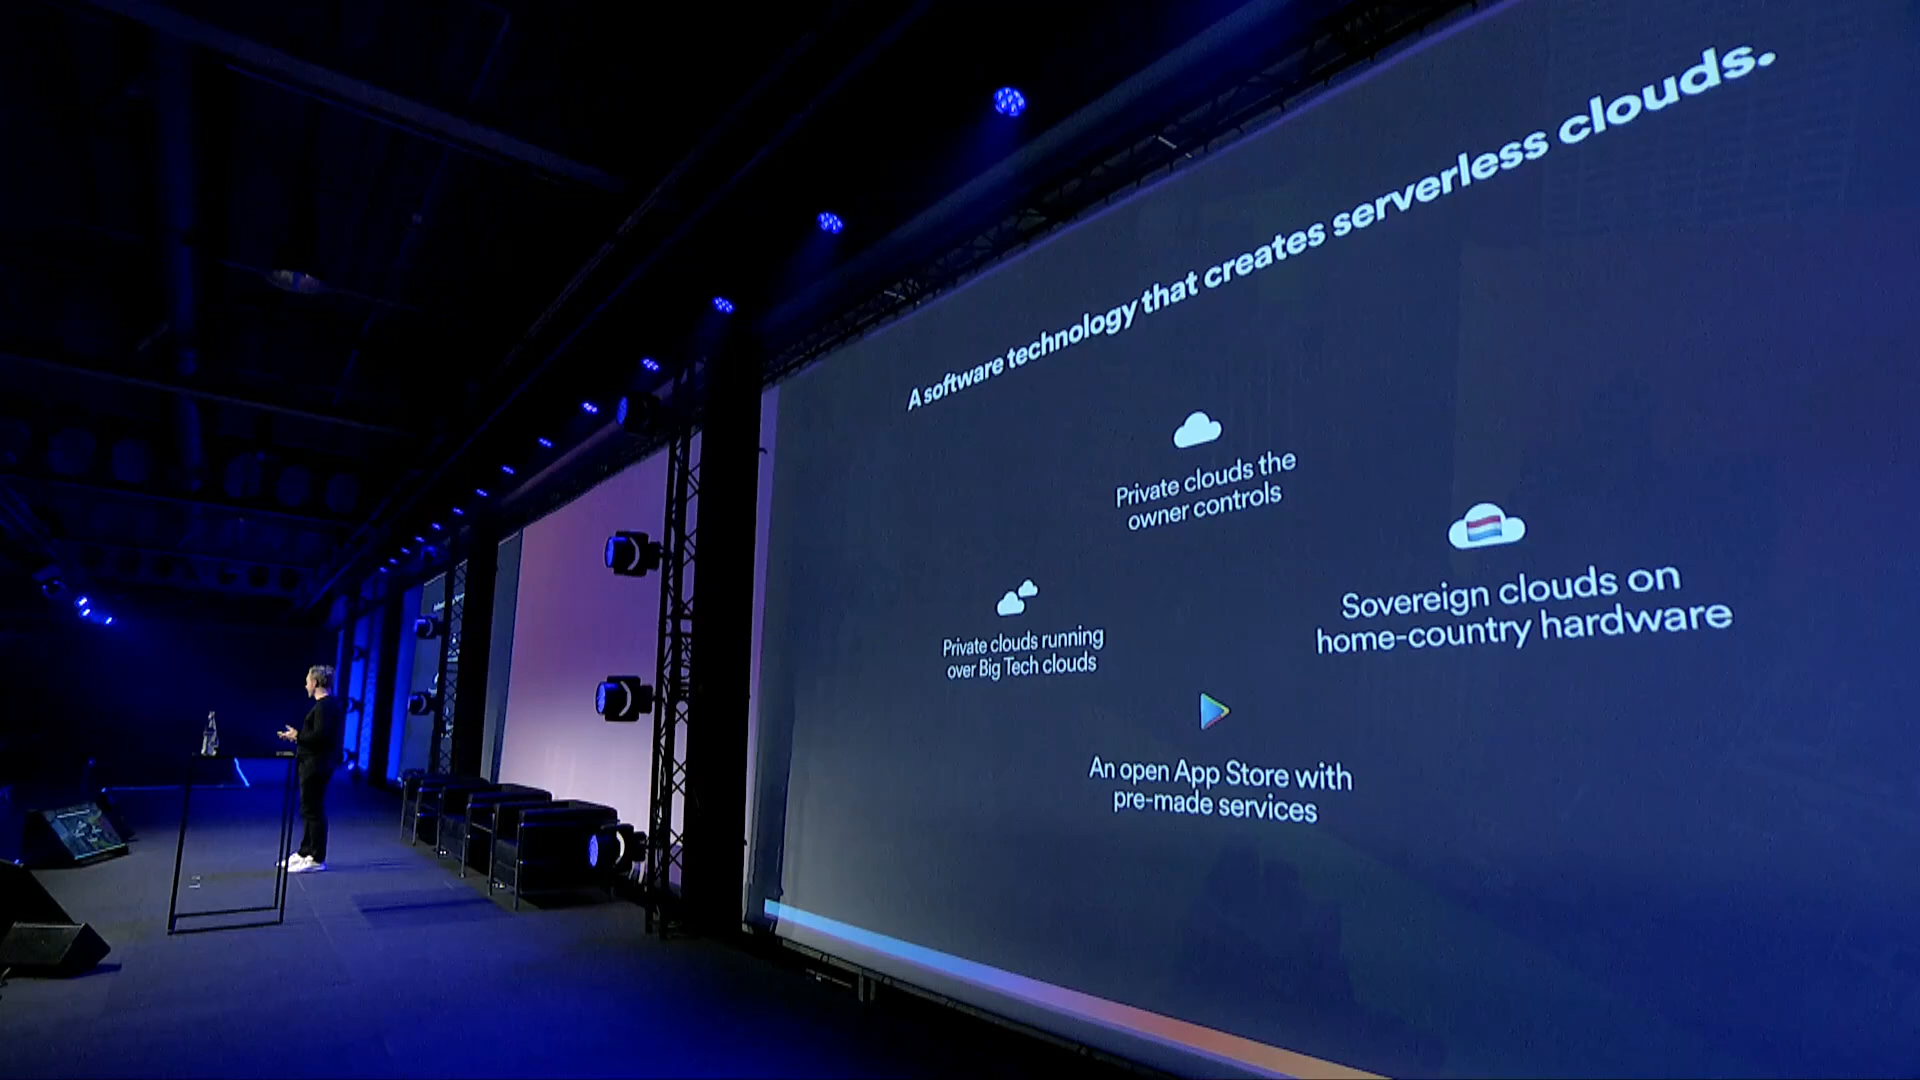 A software technology that creates serverless clouds.
Private clouds the
owner controls
Private clouds running
over Big Tech clouds
Sovereign clouds on
home-country hardware
An open App Store with
pre-made services